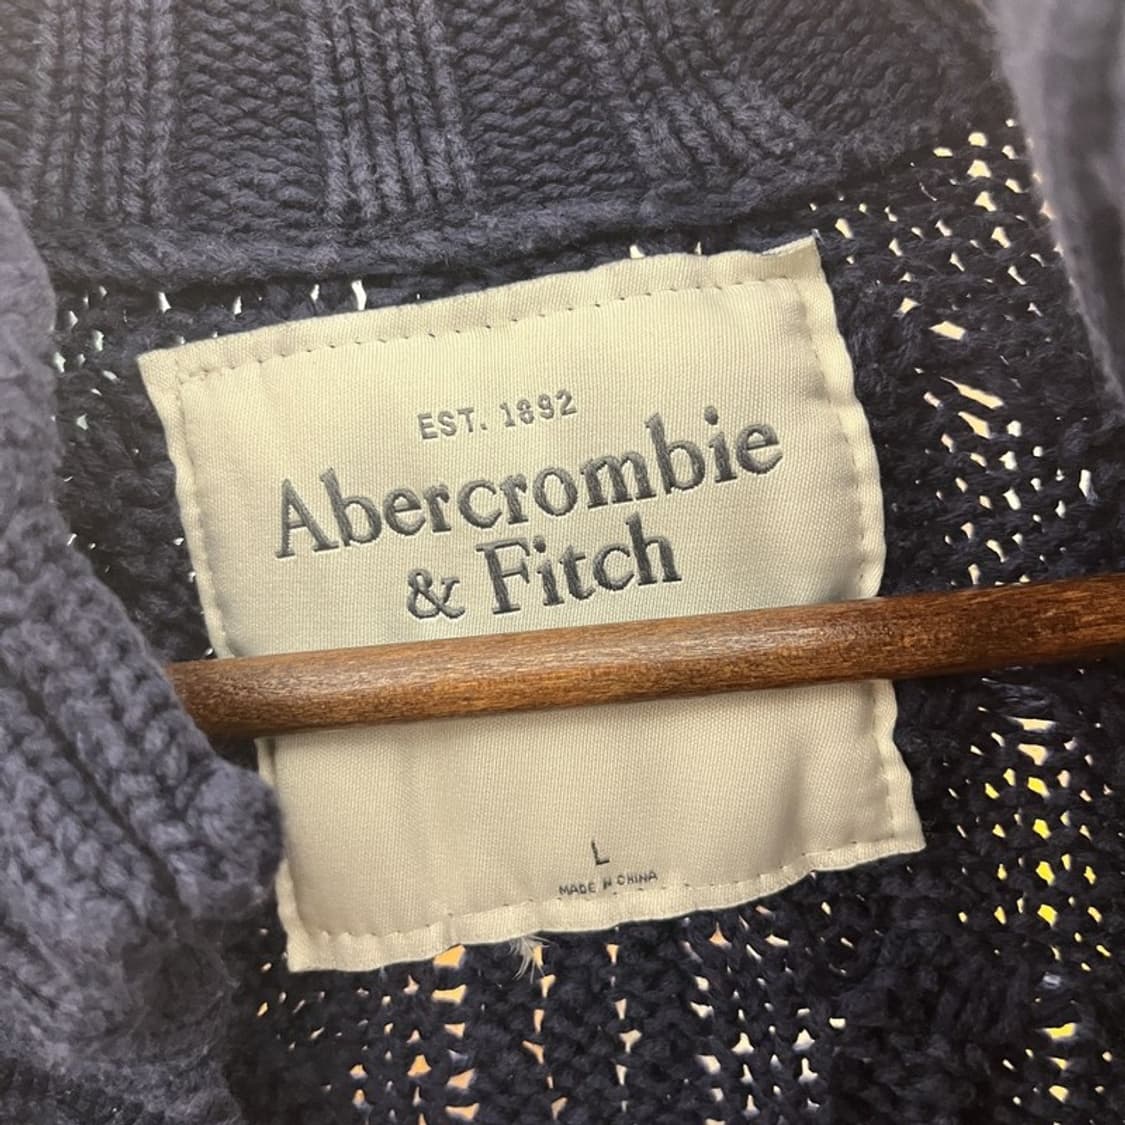 EST. 1892
Abercrombie
& Fitch
L
MADE IN CHINA